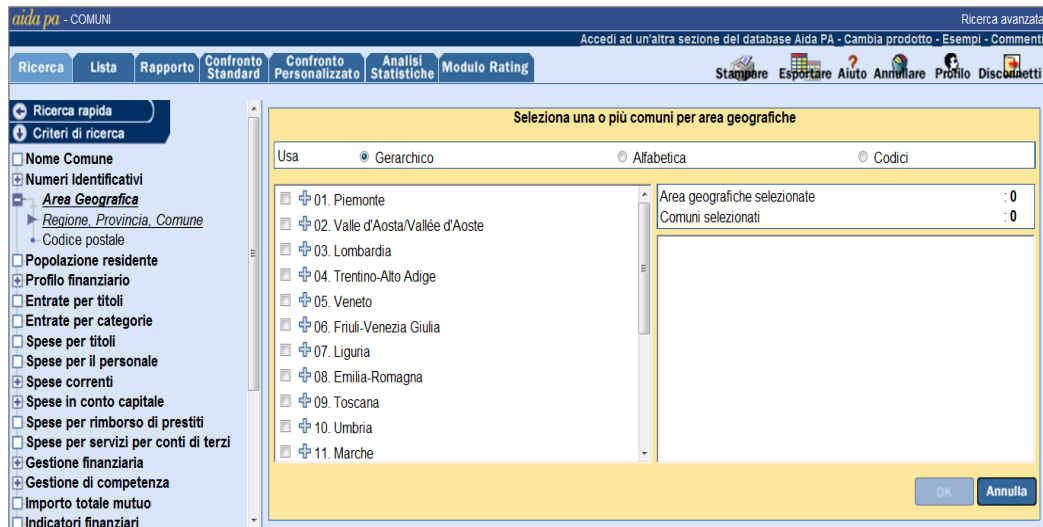 aida pa - COMUNI
Ricerca avanzata
Accedi ad un'altra sezione del database Aida PA - Cambia prodotto - Esempi - Commenti
Ricerca
Lista
Rapporto
Confronto Standard
Confronto Personalizzato
Analisi Statistiche
Modulo Rating
Stampare
Esportare
Aiuto
Annullare
Profilo
Disconnetti
Ricerca rapida
Criteri di ricerca
Nome Comune
Numeri Identificativi
Area Geografica
Regione, Provincia, Comune
Codice postale
Popolazione residente
Profilo finanziario
Entrate per titoli
Entrate per categorie
Spese per titoli
Spese per il personale
Spese correnti
Spese in conto capitale
Spese per rimborso di prestiti
Spese per servizi per conti di terzi
Gestione finanziaria
Gestione di competenza
Importo totale mutuo
Indicatori finanziari
Seleziona una o più comuni per area geografiche
Usa Gerarchico Alfabetica Codici
01. Piemonte
02. Valle d'Aosta/Vallée d'Aoste
03. Lombardia
04. Trentino-Alto Adige
05. Veneto
06. Friuli-Venezia Giulia
07. Liguria
08. Emilia-Romagna
09. Toscana
10. Umbria
11. Marche
Area geografiche selezionate : 0
Comuni selezionati : 0
OK
Annulla